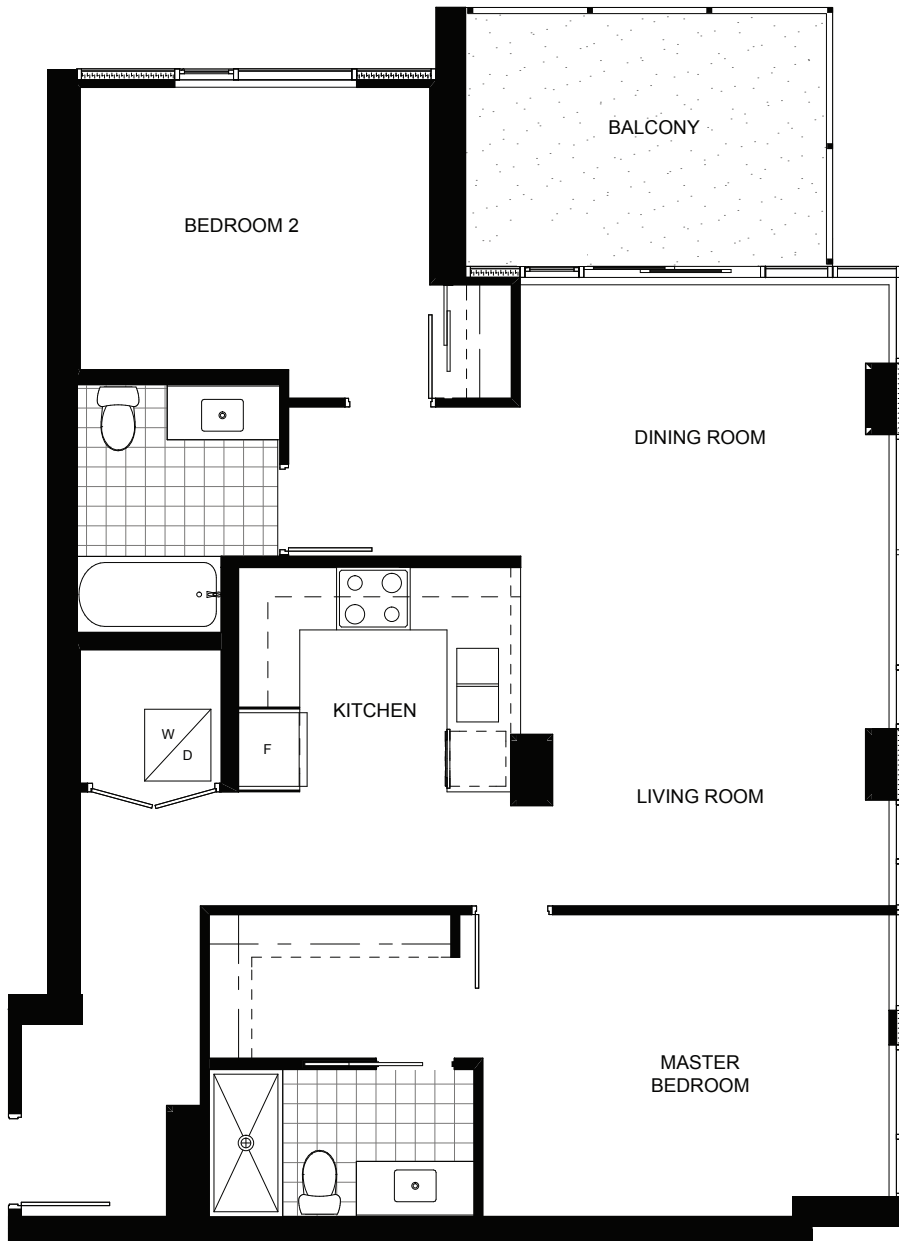 BALCONY
BEDROOM 2
DINING ROOM
KITCHEN
W
D
F
LIVING ROOM
MASTER
BEDROOM